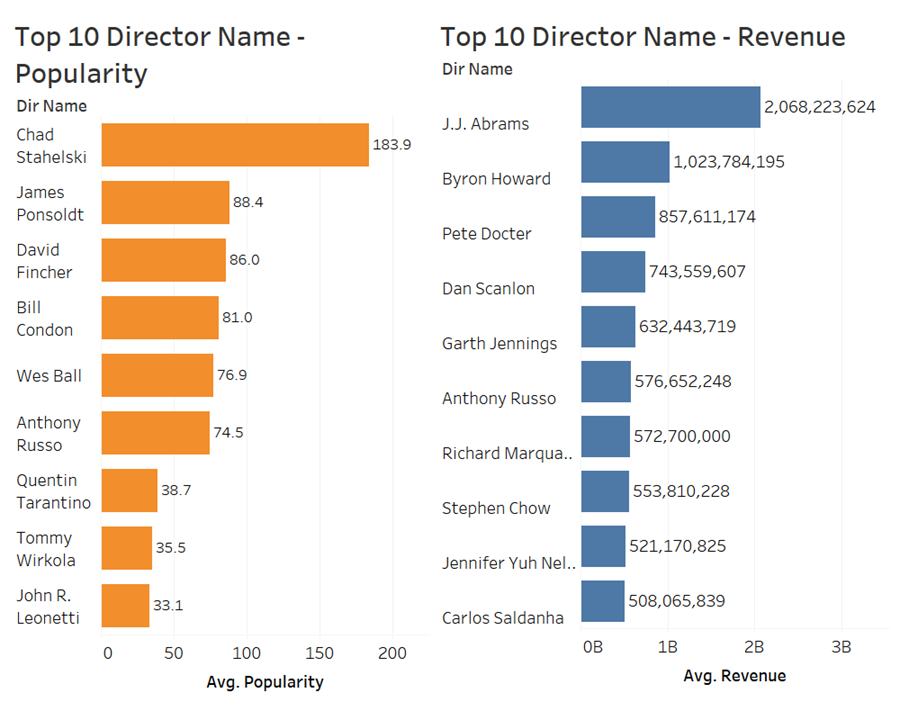 Top 10 Director Name -
Popularity
Dir Name
Chad
Stahelski
183.9
James
Ponsoldt
88.4
David
Fincher
86.0
Bill
Condon
81.0
Wes Ball
76.9
Anthony
Russo
74.5
Quentin
Tarantino
38.7
Tommy
Wirkola
35.5
John R.
Leonetti
33.1
0 50 100 150 200
Avg. Popularity
Top 10 Director Name - Revenue
Dir Name
J.J. Abrams
2,068,223,624
Byron Howard
1,023,784,195
Pete Docter
857,611,174
Dan Scanlon
743,559,607
Garth Jennings
632,443,719
Anthony Russo
576,652,248
Richard Marqua..
572,700,000
Stephen Chow
553,810,228
Jennifer Yuh Nel..
521,170,825
Carlos Saldanha
508,065,839
0B 1B 2B 3B
Avg. Revenue